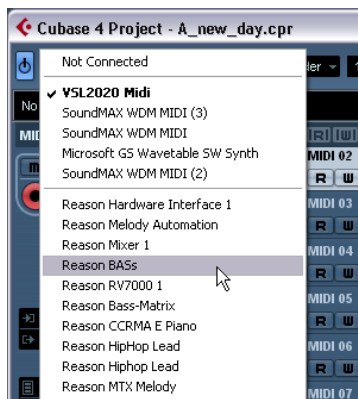 Cubase 4 Project - A_new_day.cpr
Not Connected
VSL2020 Midi
SoundMAX WDM MIDI (3)
SoundMAX WDM MIDI
Microsoft GS Wavetable SW Synth
SoundMAX WDM MIDI (2)
Reason Hardware Interface 1
Reason Melody Automation
Reason Mixer 1
Reason BASs
Reason RV7000 1
Reason Bass-Matrix
Reason CCRMA E Piano
Reason HipHop Lead
Reason Hiphop Lead
Reason MTX Melody
No
MID
m
der
R W
MIDI 02
R W
MIDI 03
R W
MIDI 04
R W
MIDI 05
R W
MIDI 06
R W
MIDI 07